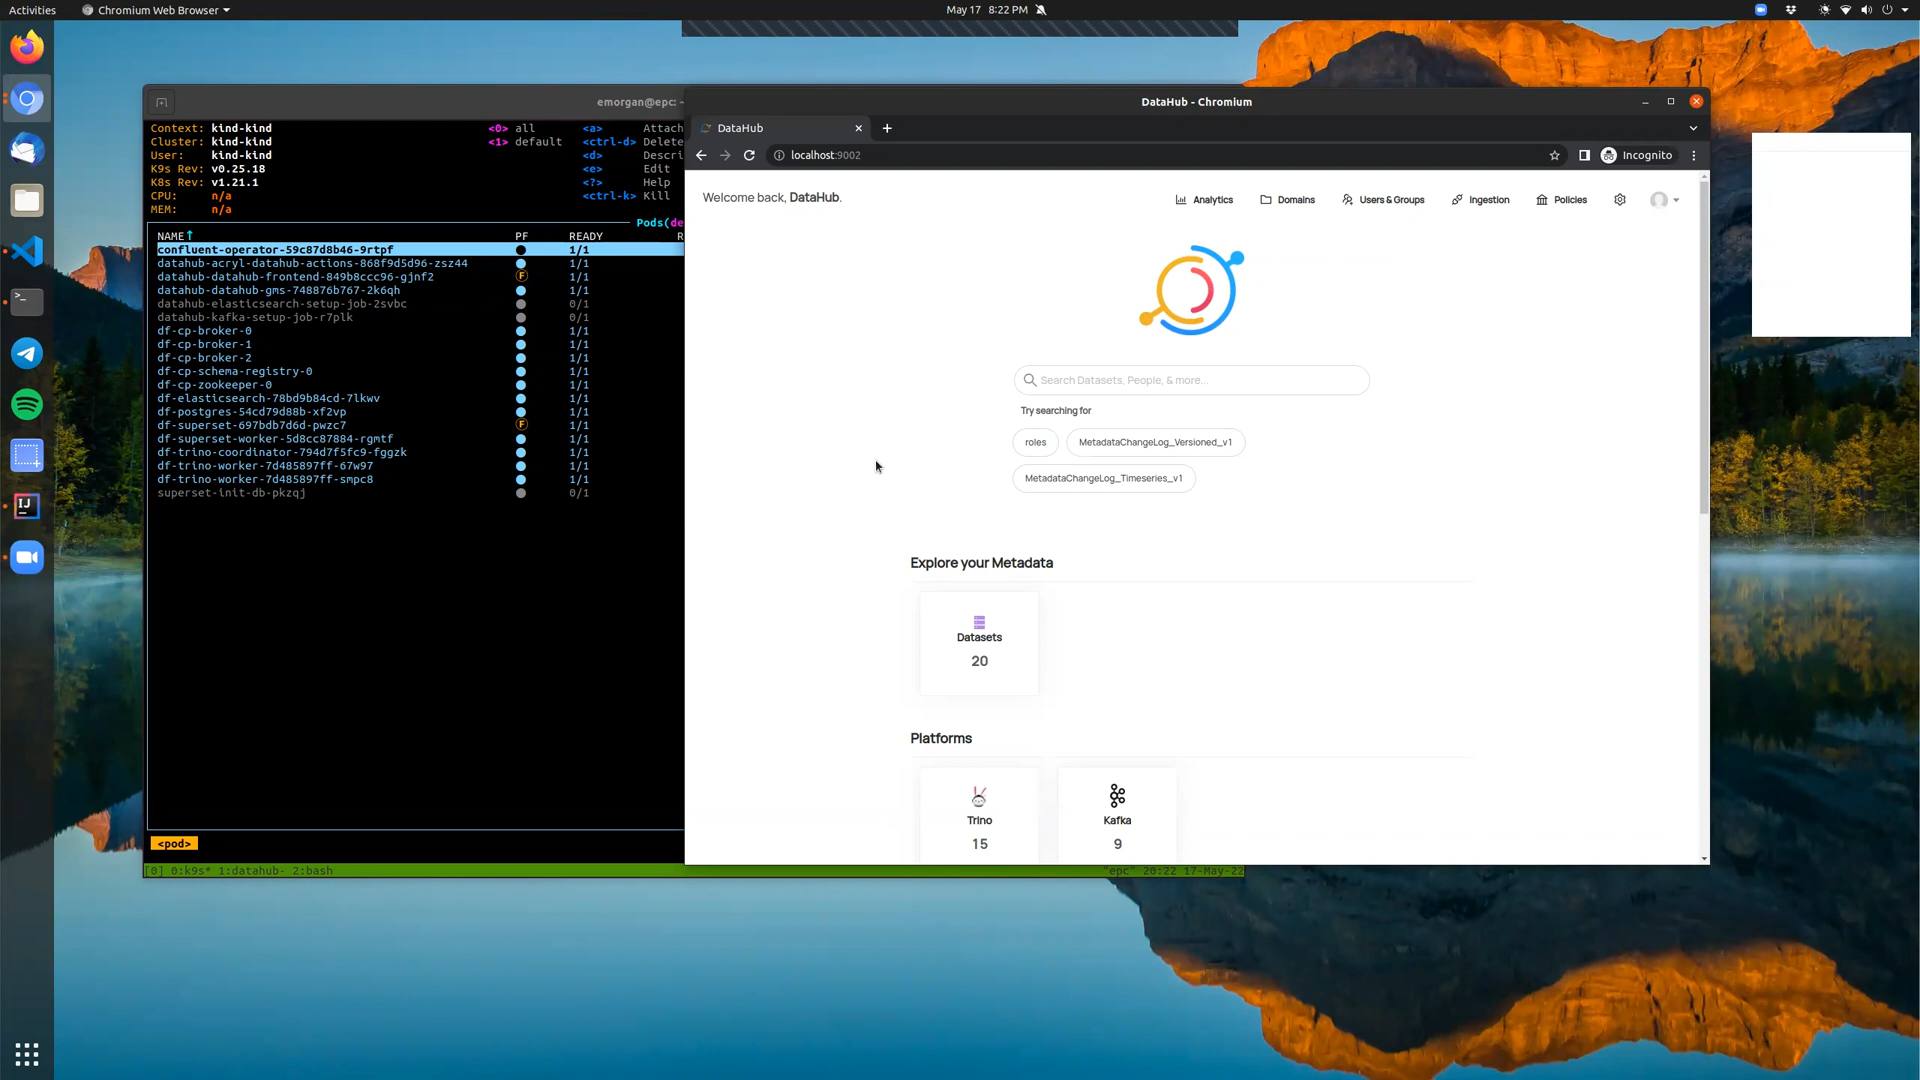 Activities
Chromium Web Browser
May 17 8:22 PM
emorgan@epc: ~
Context: kind-kind
Cluster: kind-kind
User: kind-kind
K9s Rev: v0.25.18
K8s Rev: v1.21.1
CPU: n/a
MEM: n/a
<0> all
<1> default
<a> Attach
<ctrl-d> Delete
<d> Descri
<e> Edit
<?> Help
<ctrl-k> Kill
Pods(de
NAME↑ PF READY R
confluent-operator-59c87d8b46-9rtpf 1/1
datahub-acryl-datahub-actions-868f9d5d96-zsz44 1/1
datahub-datahub-frontend-849b8ccc96-gjnf2 F 1/1
datahub-datahub-gms-748876b767-2k6qh 1/1
datahub-elasticsearch-setup-job-2svbc 0/1
datahub-kafka-setup-job-r7plk 0/1
df-cp-broker-0 1/1
df-cp-broker-1 1/1
df-cp-broker-2 1/1
df-cp-schema-registry-0 1/1
df-cp-zookeeper-0 1/1
df-elasticsearch-78bd9b84cd-7lkwv 1/1
df-postgres-54cd79d88b-xf2vp 1/1
df-superset-697bdb7d6d-pwzc7 F 1/1
df-superset-worker-5d8cc87884-rgmtf 1/1
df-trino-coordinator-794d7f5fc9-fggzk 1/1
df-trino-worker-7d485897ff-67w97 1/1
df-trino-worker-7d485897ff-smpc8 1/1
superset-init-db-pkzqj 0/1
<pod>
[0] 0:k9s* 1:datahub- 2:bash
"epc" 20:22 17-May-22
DataHub - Chromium
DataHub
localhost:9002
Incognito
Welcome back, DataHub.
Analytics
Domains
Users & Groups
Ingestion
Policies
Search Datasets, People, & more...
Try searching for
roles
MetadataChangeLog_Versioned_v1
MetadataChangeLog_Timeseries_v1
Explore your Metadata
Datasets
20
Platforms
Trino
15
Kafka
9
IJ